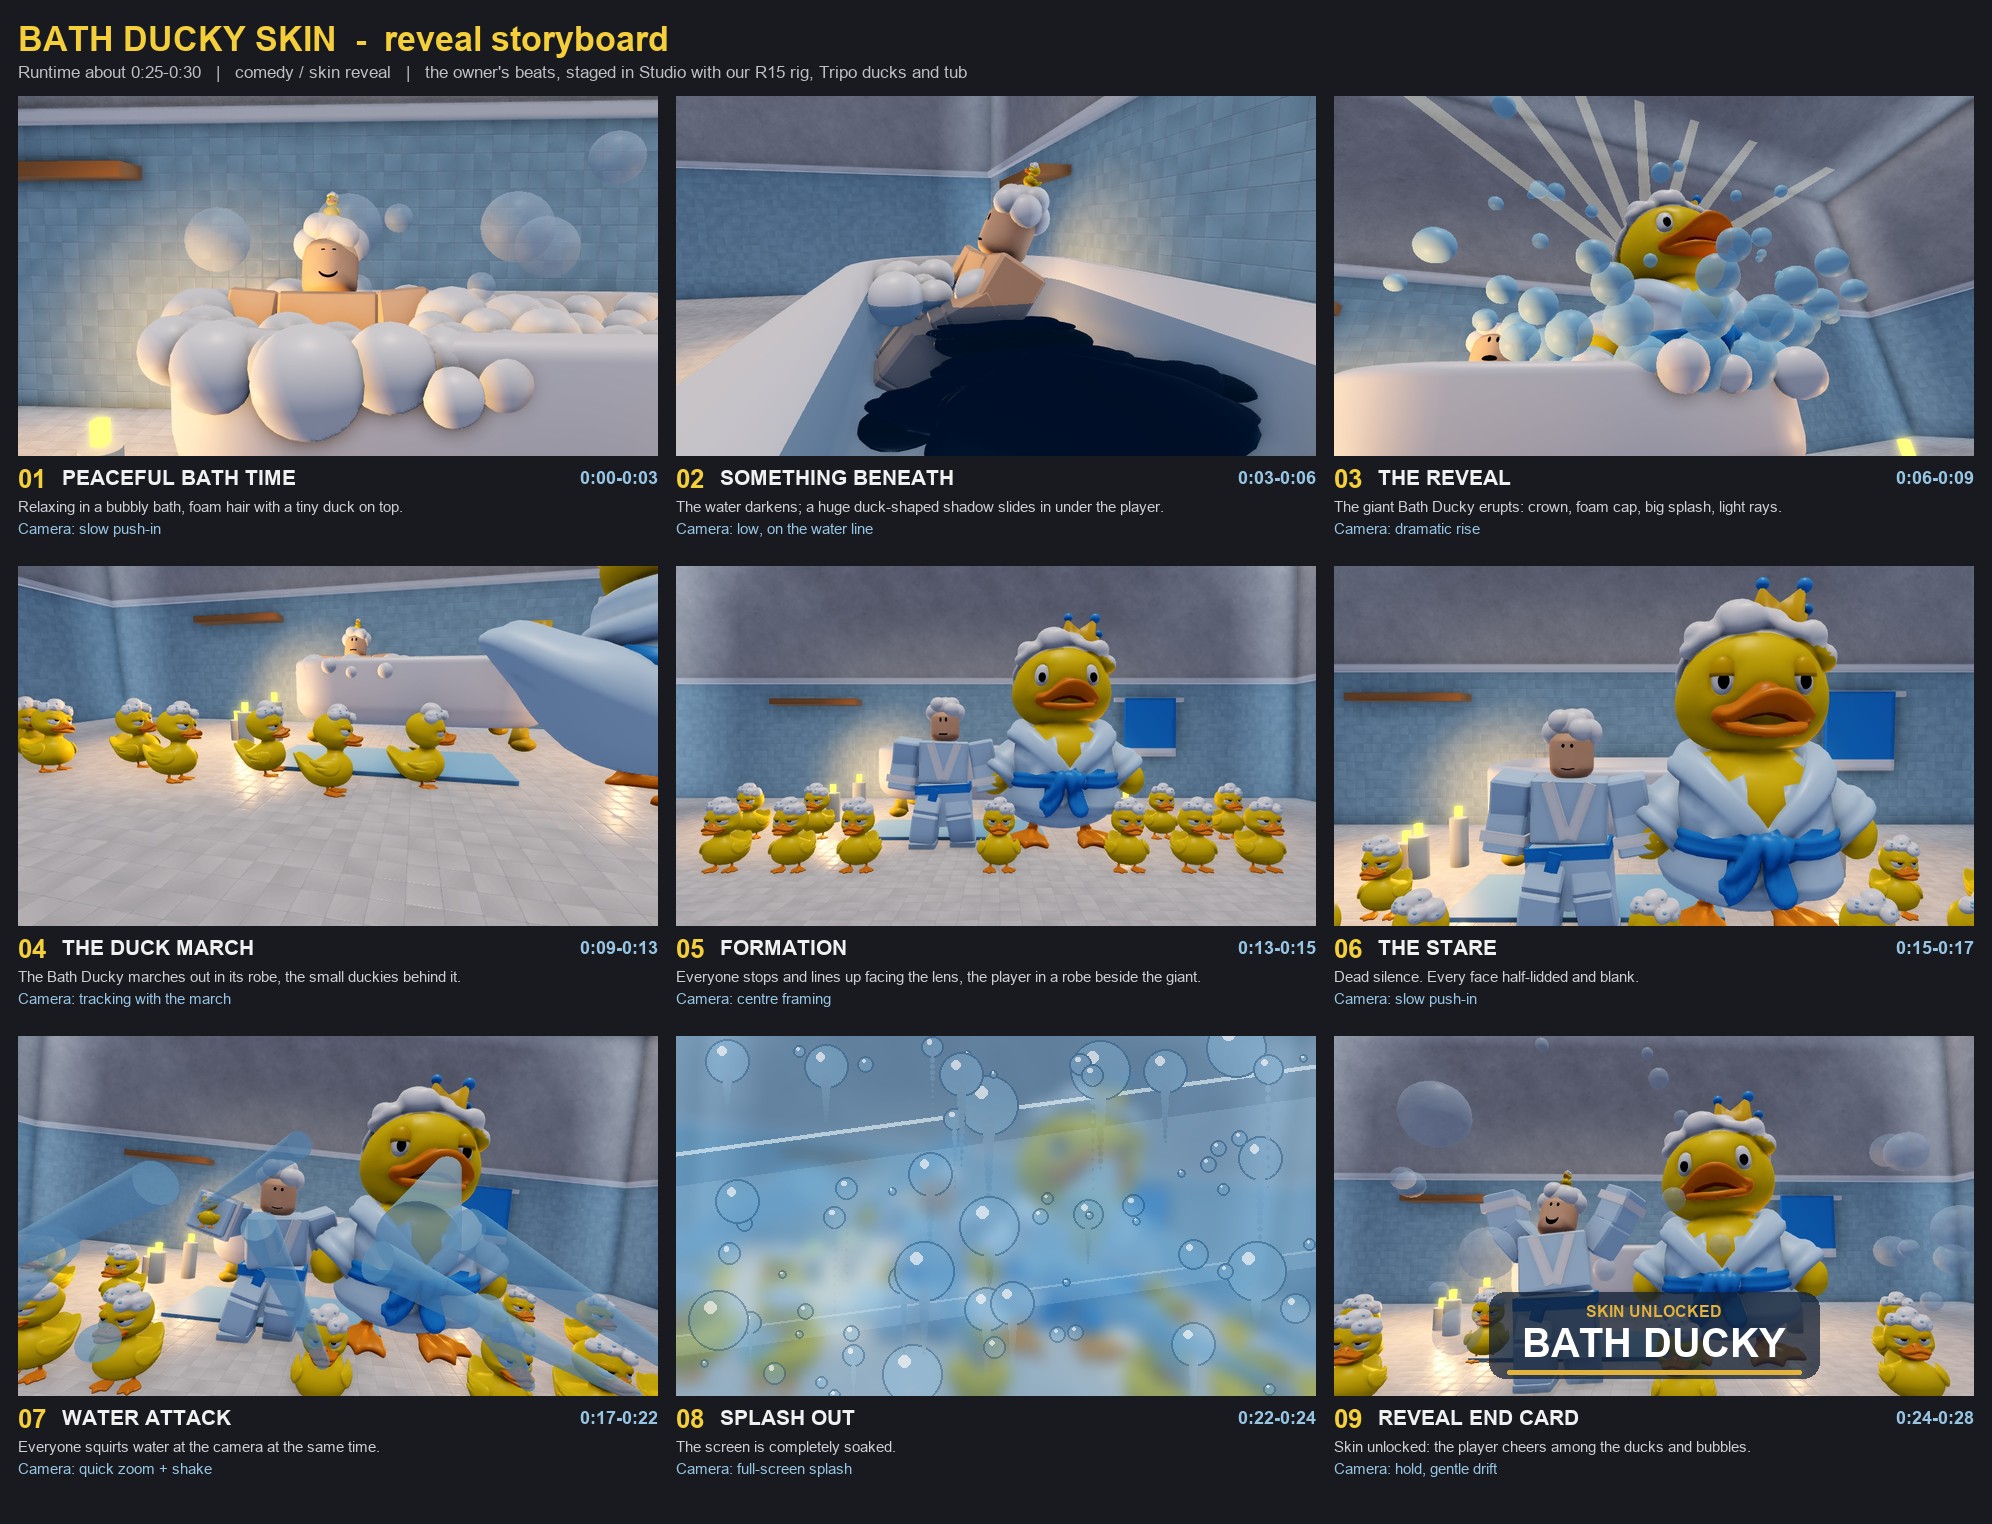 BATH DUCKY SKIN - reveal storyboard
Runtime about 0:25-0:30 | comedy / skin reveal | the owner's beats, staged in Studio with our R15 rig, Tripo ducks and tub
01 PEACEFUL BATH TIME 0:00-0:03
Relaxing in a bubbly bath, foam hair with a tiny duck on top.
Camera: slow push-in
02 SOMETHING BENEATH 0:03-0:06
The water darkens; a huge duck-shaped shadow slides in under the player.
Camera: low, on the water line
03 THE REVEAL 0:06-0:09
The giant Bath Ducky erupts: crown, foam cap, big splash, light rays.
Camera: dramatic rise
04 THE DUCK MARCH 0:09-0:13
The Bath Ducky marches out in its robe, the small duckies behind it.
Camera: tracking with the march
05 FORMATION 0:13-0:15
Everyone stops and lines up facing the lens, the player in a robe beside the giant.
Camera: centre framing
06 THE STARE 0:15-0:17
Dead silence. Every face half-lidded and blank.
Camera: slow push-in
07 WATER ATTACK 0:17-0:22
Everyone squirts water at the camera at the same time.
Camera: quick zoom + shake
08 SPLASH OUT 0:22-0:24
The screen is completely soaked.
Camera: full-screen splash
SKIN UNLOCKED
BATH DUCKY
09 REVEAL END CARD 0:24-0:28
Skin unlocked: the player cheers among the ducks and bubbles.
Camera: hold, gentle drift